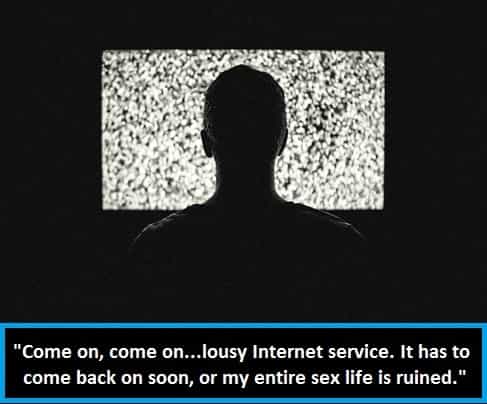 "Come on, come on...lousy Internet service. It has to
come back on soon, or my entire sex life is ruined."